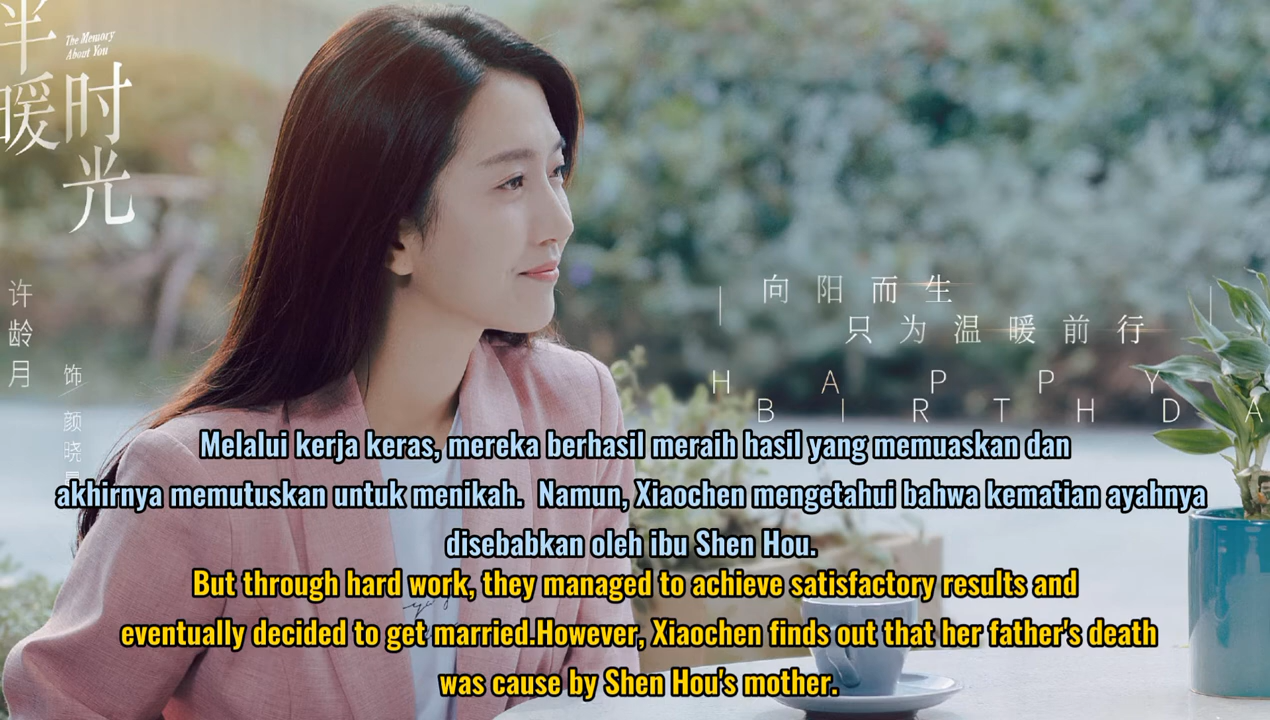 半暖
时光
The Memory
About You
许龄月
饰
颜晓
向阳而生
只为温暖前行
HAPPY
BIRTHDA
Melalui kerja keras, mereka berhasil meraih hasil yang memuaskan dan
akhirnya memutuskan untuk menikah. Namun, Xiaochen mengetahui bahwa kematian ayahnya
disebabkan oleh ibu Shen Hou.
But through hard work, they managed to achieve satisfactory results and
eventually decided to get married.However, Xiaochen finds out that her father's death
was cause by Shen Hou's mother.